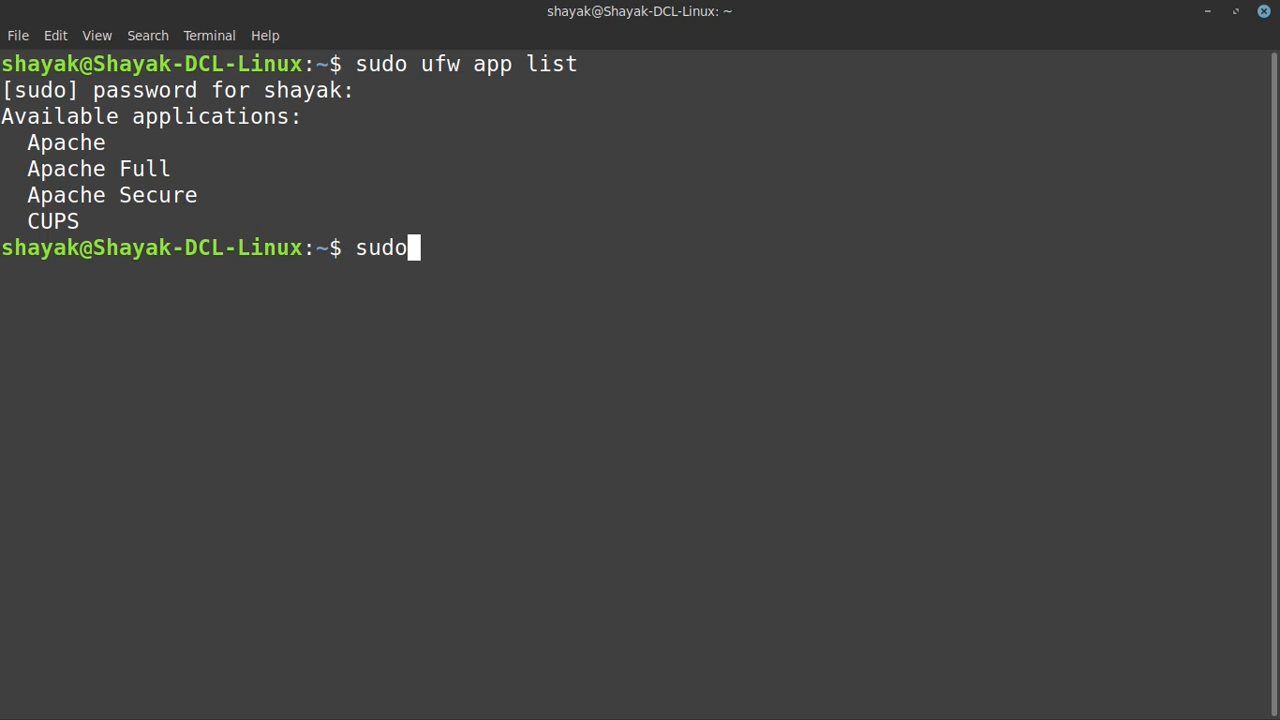 shayak@Shayak-DCL-Linux: ~
File Edit View Search Terminal Help
shayak@Shayak-DCL-Linux:~$ sudo ufw app list
[sudo] password for shayak:
Available applications:
  Apache
  Apache Full
  Apache Secure
  CUPS
shayak@Shayak-DCL-Linux:~$ sudo